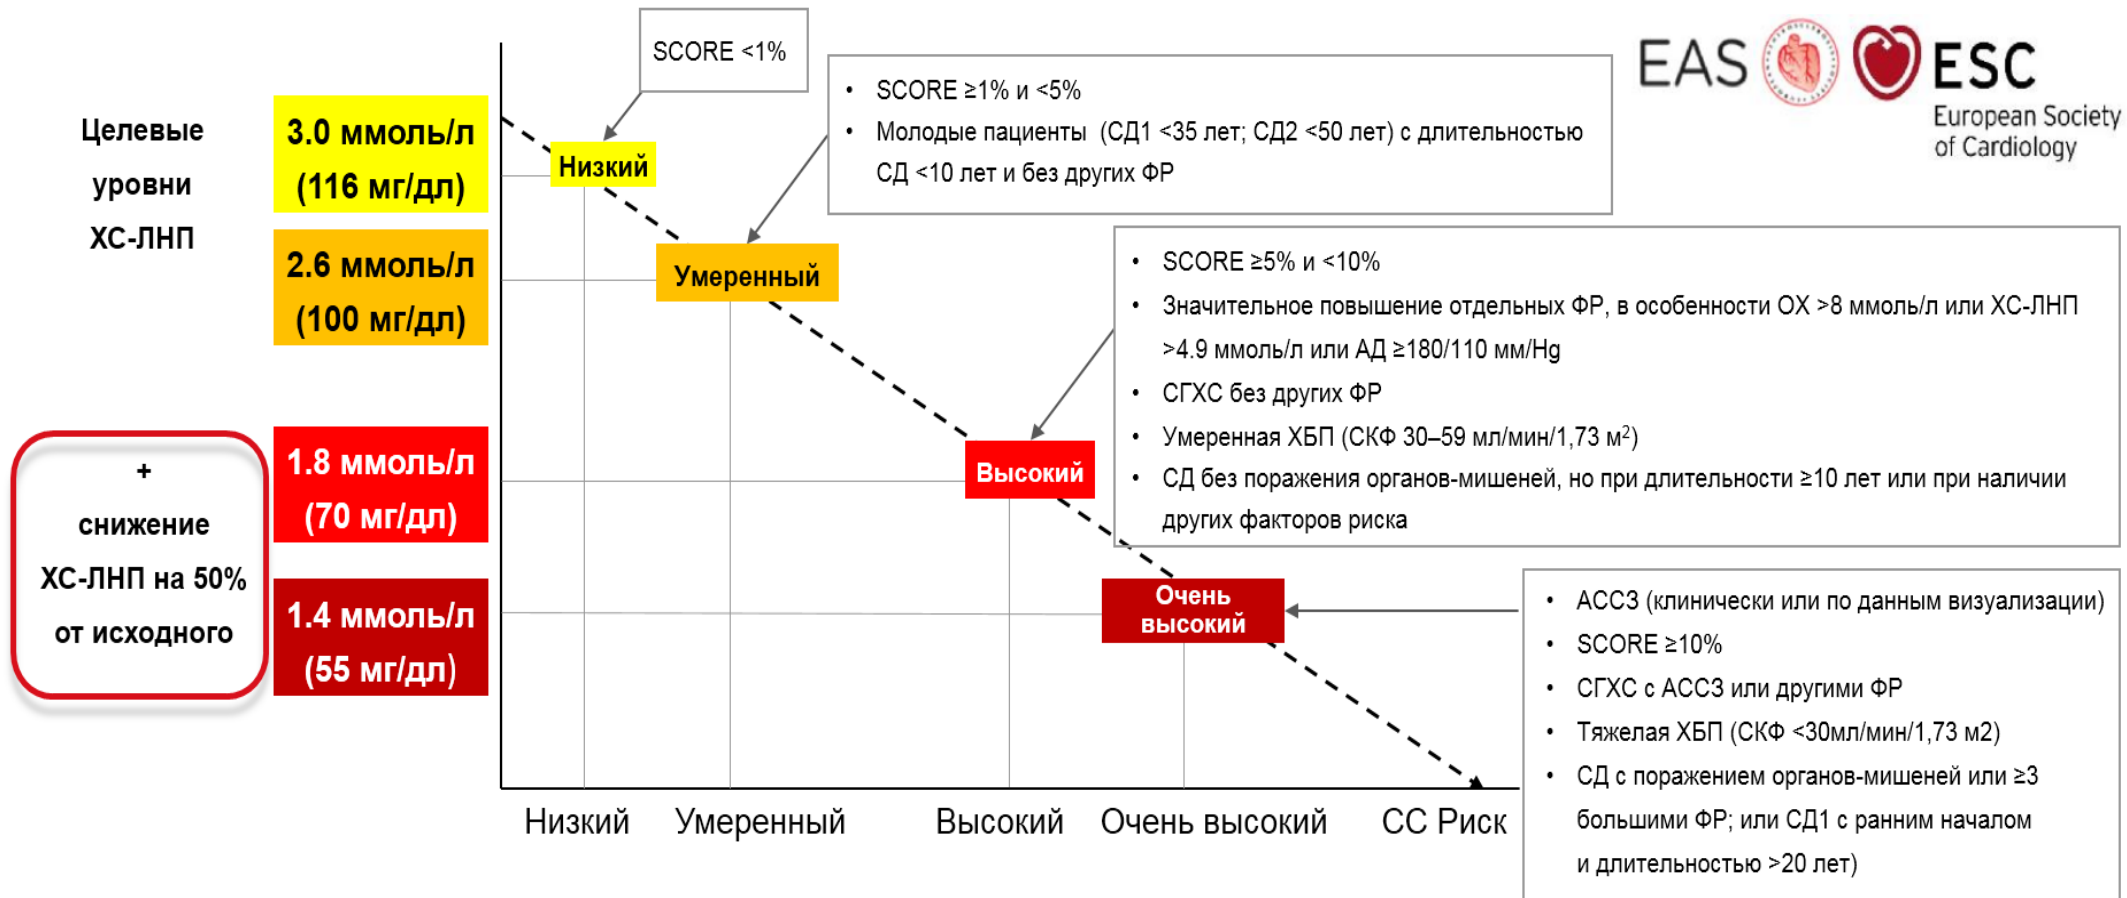 SCORE <1%
• SCORE ≥1% и <5%
• Молодые пациенты (СД1 <35 лет; СД2 <50 лет) с длительностью
СД <10 лет и без других ФР
EAS
ESC
European Society
of Cardiology
Целевые
уровни
ХС-ЛНП
3.0 ммоль/л
(116 мг/дл)
Низкий
2.6 ммоль/л
(100 мг/дл)
Умеренный
• SCORE ≥5% и <10%
• Значительное повышение отдельных ФР, в особенности ОХ >8 ммоль/л или ХС-ЛНП
>4.9 ммоль/л или АД ≥180/110 мм/Hg
• СГХС без других ФР
• Умеренная ХБП (СКФ 30–59 мл/мин/1,73 м²)
• СД без поражения органов-мишеней, но при длительности ≥10 лет или при наличии
других факторов риска
+
снижение
ХС-ЛНП на 50%
от исходного
1.8 ммоль/л
(70 мг/дл)
Высокий
1.4 ммоль/л
(55 мг/дл)
Очень
высокий
• АССЗ (клинически или по данным визуализации)
• SCORE ≥10%
• СГХС с АССЗ или другими ФР
• Тяжелая ХБП (СКФ <30мл/мин/1,73 м2)
• СД с поражением органов-мишеней или ≥3
большими ФР; или СД1 с ранним началом
и длительностью >20 лет)
Низкий Умеренный Высокий Очень высокий СС Риск